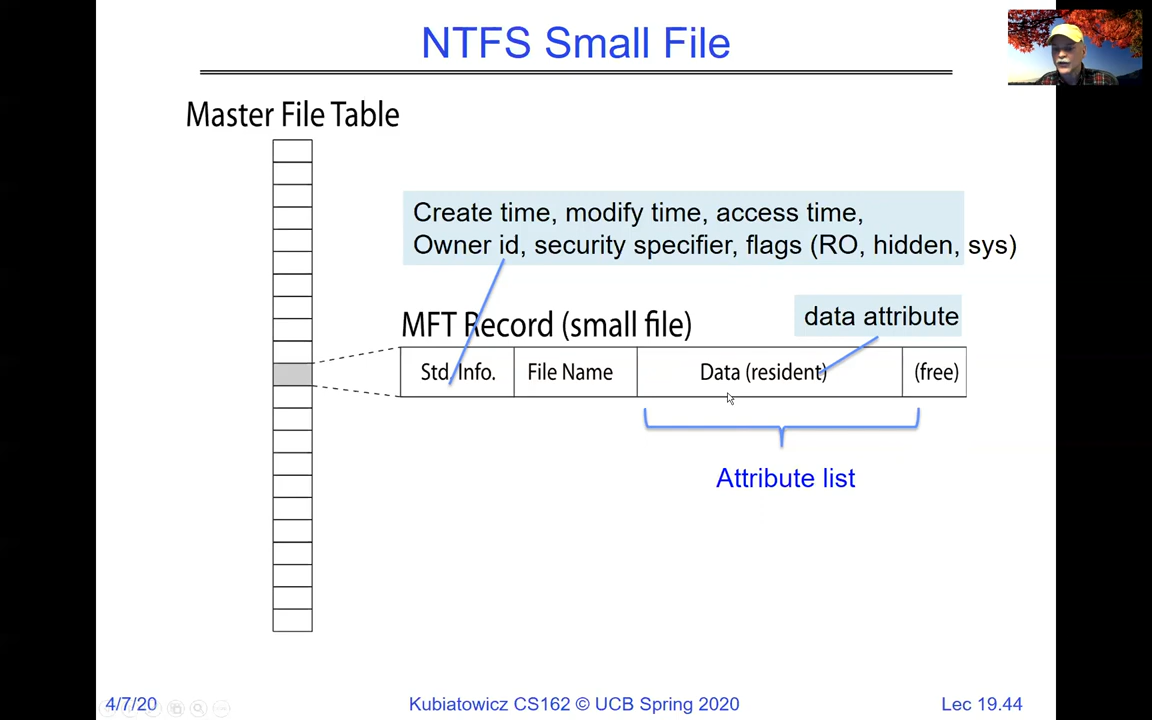 NTFS Small File
Master File Table
Create time, modify time, access time,
Owner id, security specifier, flags (RO, hidden, sys)
MFT Record (small file)
data attribute
Std. Info.
File Name
Data (resident)
(free)
Attribute list
4/7/20
Kubiatowicz CS162 © UCB Spring 2020
Lec 19.44